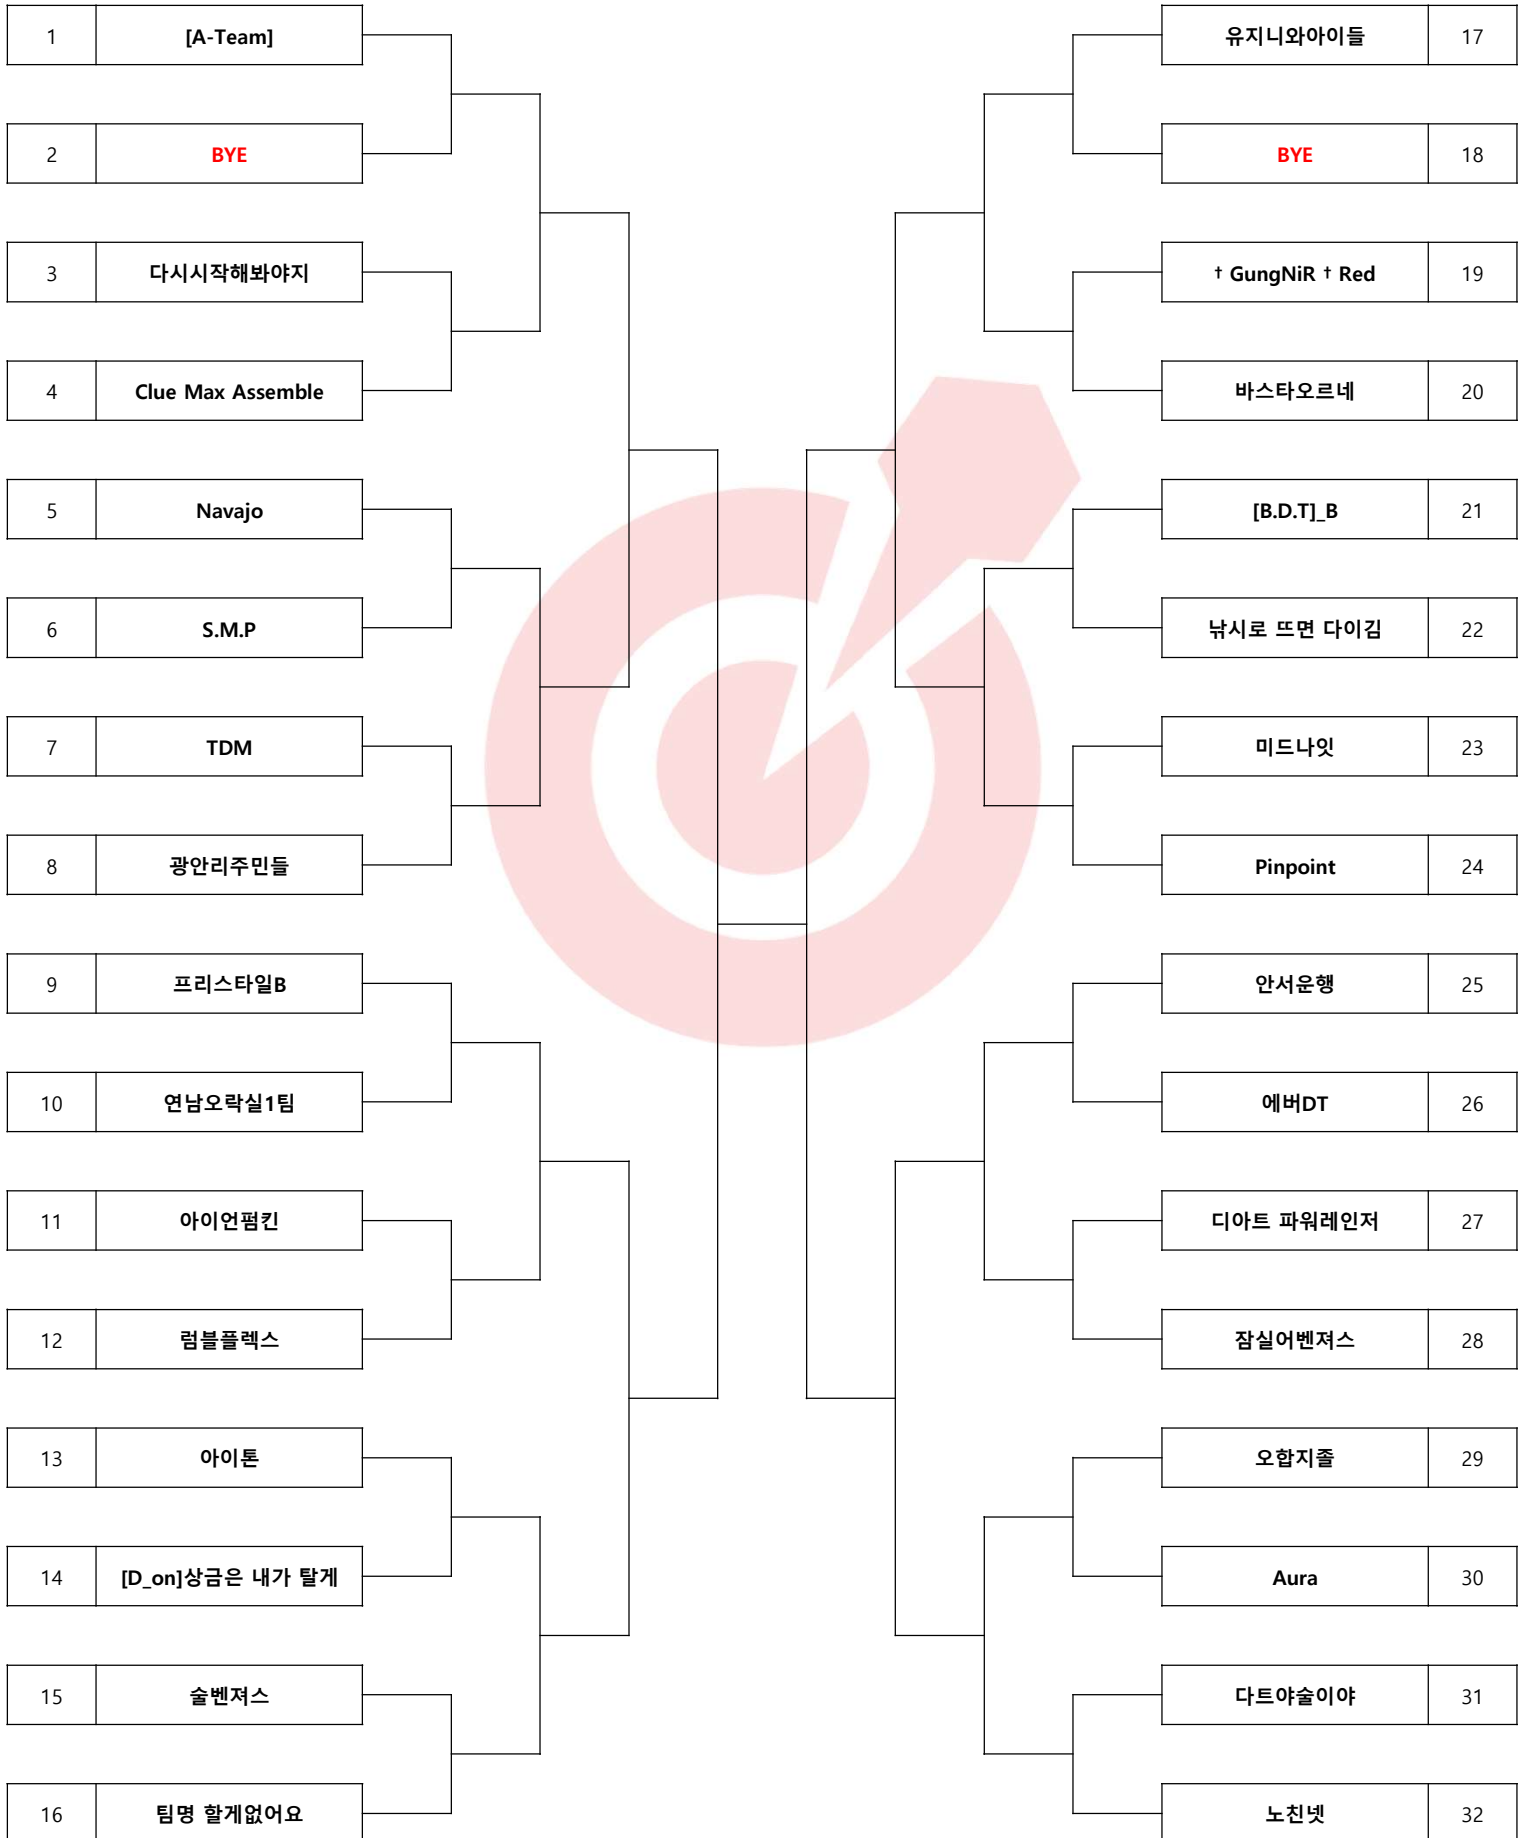 1 [A-Team]
2 BYE
3 다시시작해봐야지
4 Clue Max Assemble
5 Navajo
6 S.M.P
7 TDM
8 광안리주민들
9 프리스타일B
10 연남오락실1팀
11 아이언펌킨
12 럼블플렉스
13 아이톤
14 [D_on]상금은 내가 탈게
15 술벤져스
16 팀명 할게없어요
유지니와아이들 17
BYE 18
† GungNiR † Red 19
바스타오르네 20
[B.D.T]_B 21
낚시로 뜨면 다이김 22
미드나잇 23
Pinpoint 24
안서운행 25
에버DT 26
디아트 파워레인저 27
잠실어벤져스 28
오합지졸 29
Aura 30
다트야술이야 31
노친넷 32